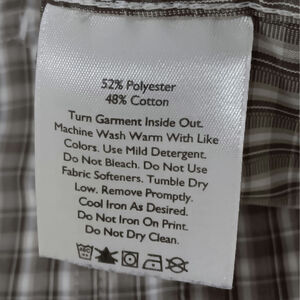 52% Polyester
48% Cotton
Turn Garment Inside Out.
Machine Wash Warm With Like
Colors. Use Mild Detergent.
Do Not Bleach. Do Not Use
Fabric Softeners. Tumble Dry
Low. Remove Promptly.
Cool Iron As Desired.
Do Not Iron On Print.
Do Not Dry Clean.